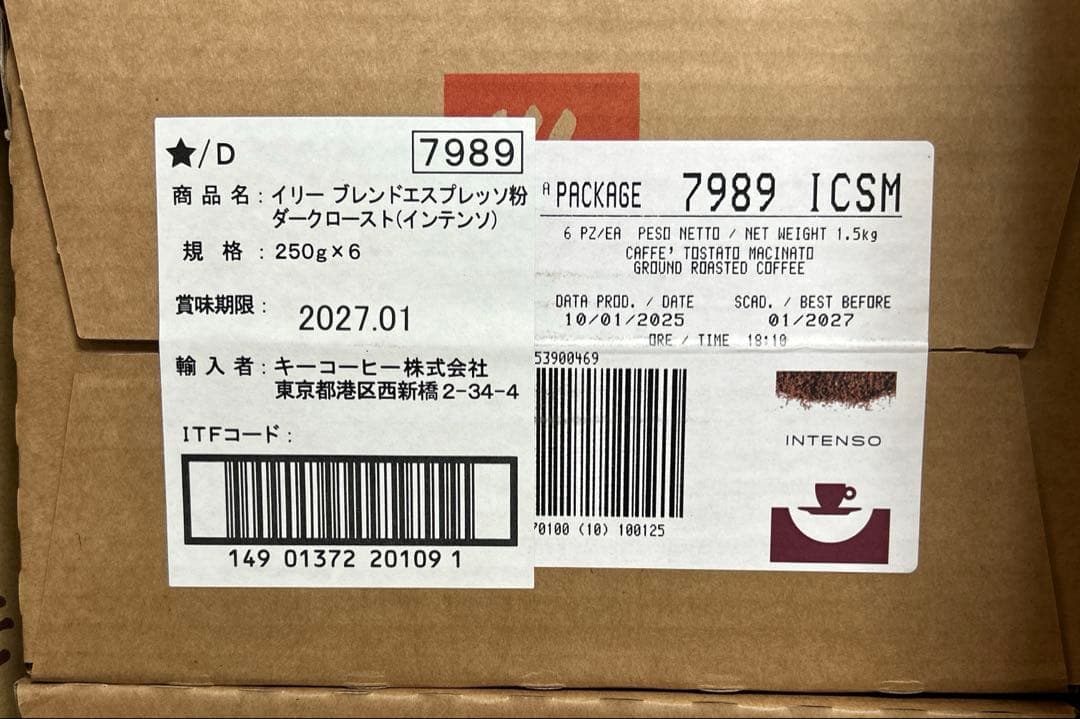 ★/D 7989
商品名：イリー ブレンドエスプレッソ粉
ダークロースト(インテンソ)
規格：250g×6
賞味期限：
2027.01
輸入者：キーコーヒー株式会社
東京都港区西新橋2-34-4
ITFコード：
149 01372 20109 1
A PACKAGE 7989 ICSM
6 PZ/EA PESO NETTO / NET WEIGHT 1.5kg
CAFFE' TOSTATO MACINATO
GROUND ROASTED COFFEE
DATA PROD. / DATE SCAD. / BEST BEFORE
10/01/2025 01/2027
ORE / TIME 18:10
53900469
70100 (10) 100125
INTENSO